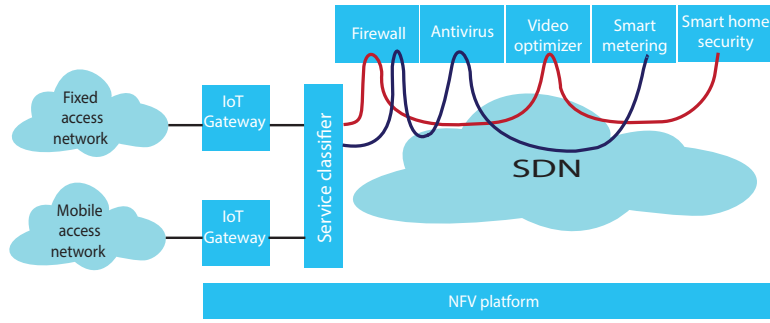 Firewall
Antivirus
Video
optimizer
Smart
metering
Smart home
security
Fixed
access
network
IoT
Gateway
Service classifier
SDN
Mobile
access
network
IoT
Gateway
NFV platform